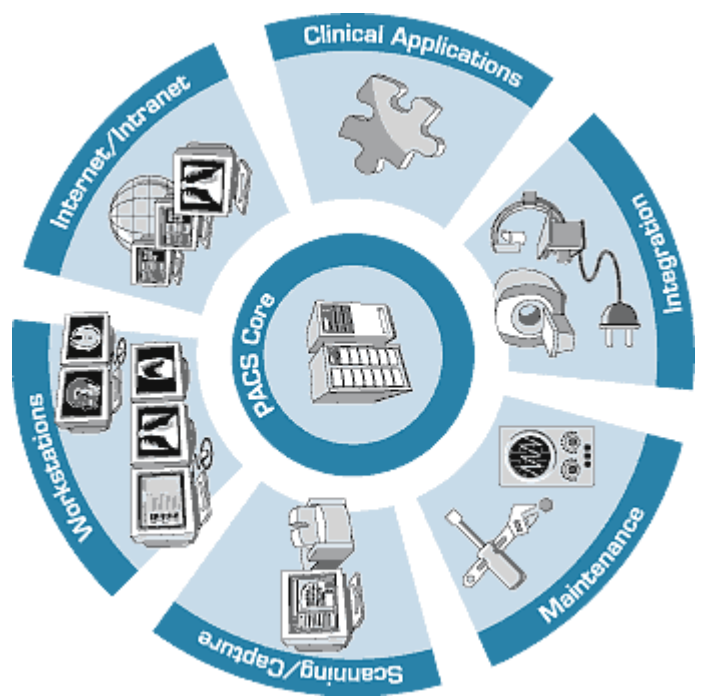 Clinical Applications
Internet/Intranet
Integration
PACS Core
Workstations
Maintenance
Scanning/Capture